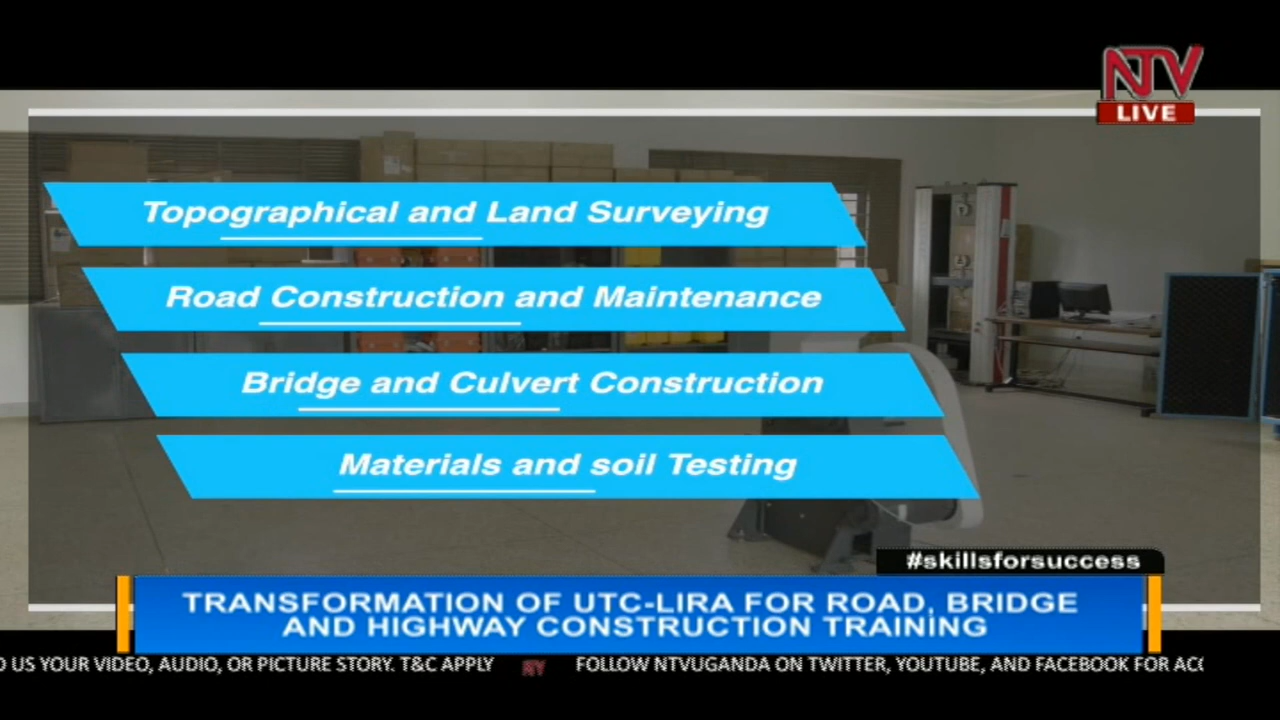 NTV
LIVE
Topographical and Land Surveying
Road Construction and Maintenance
Bridge and Culvert Construction
Materials and soil Testing
#skillsforsuccess
TRANSFORMATION OF UTC-LIRA FOR ROAD, BRIDGE
AND HIGHWAY CONSTRUCTION TRAINING
US YOUR VIDEO, AUDIO, OR PICTURE STORY. T&C APPLY FOLLOW NTVUGANDA ON TWITTER, YOUTUBE, AND FACEBOOK FOR